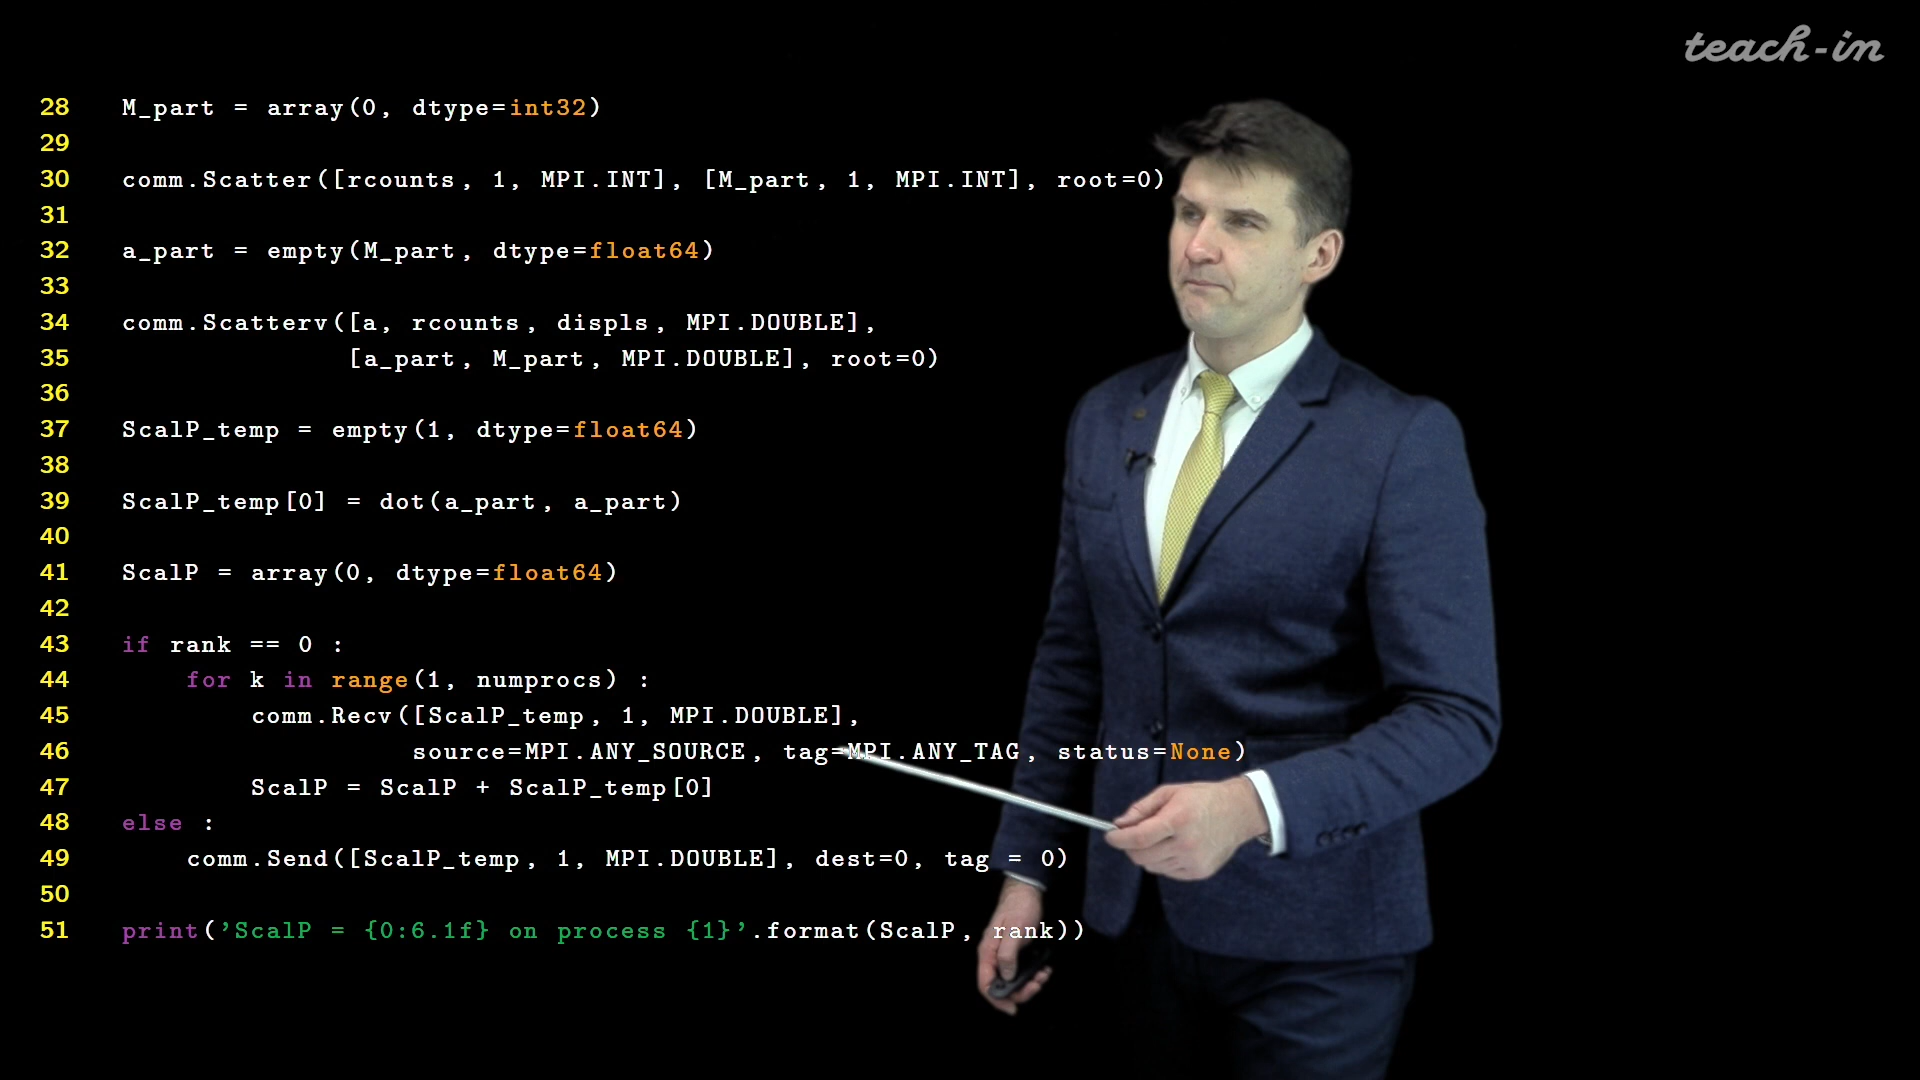 teach-in
28 M_part = array(0, dtype=int32)
29
30 comm.Scatter([rcounts, 1, MPI.INT], [M_part, 1, MPI.INT], root=0)
31
32 a_part = empty(M_part, dtype=float64)
33
34 comm.Scatterv([a, rcounts, displs, MPI.DOUBLE],
35 [a_part, M_part, MPI.DOUBLE], root=0)
36
37 ScalP_temp = empty(1, dtype=float64)
38
39 ScalP_temp[0] = dot(a_part, a_part)
40
41 ScalP = array(0, dtype=float64)
42
43 if rank == 0 :
44 for k in range(1, numprocs) :
45 comm.Recv([ScalP_temp, 1, MPI.DOUBLE],
46 source=MPI.ANY_SOURCE, tag=MPI.ANY_TAG, status=None)
47 ScalP = ScalP + ScalP_temp[0]
48 else :
49 comm.Send([ScalP_temp, 1, MPI.DOUBLE], dest=0, tag = 0)
50
51 print('ScalP = {0:6.1f} on process {1}'.format(ScalP, rank))